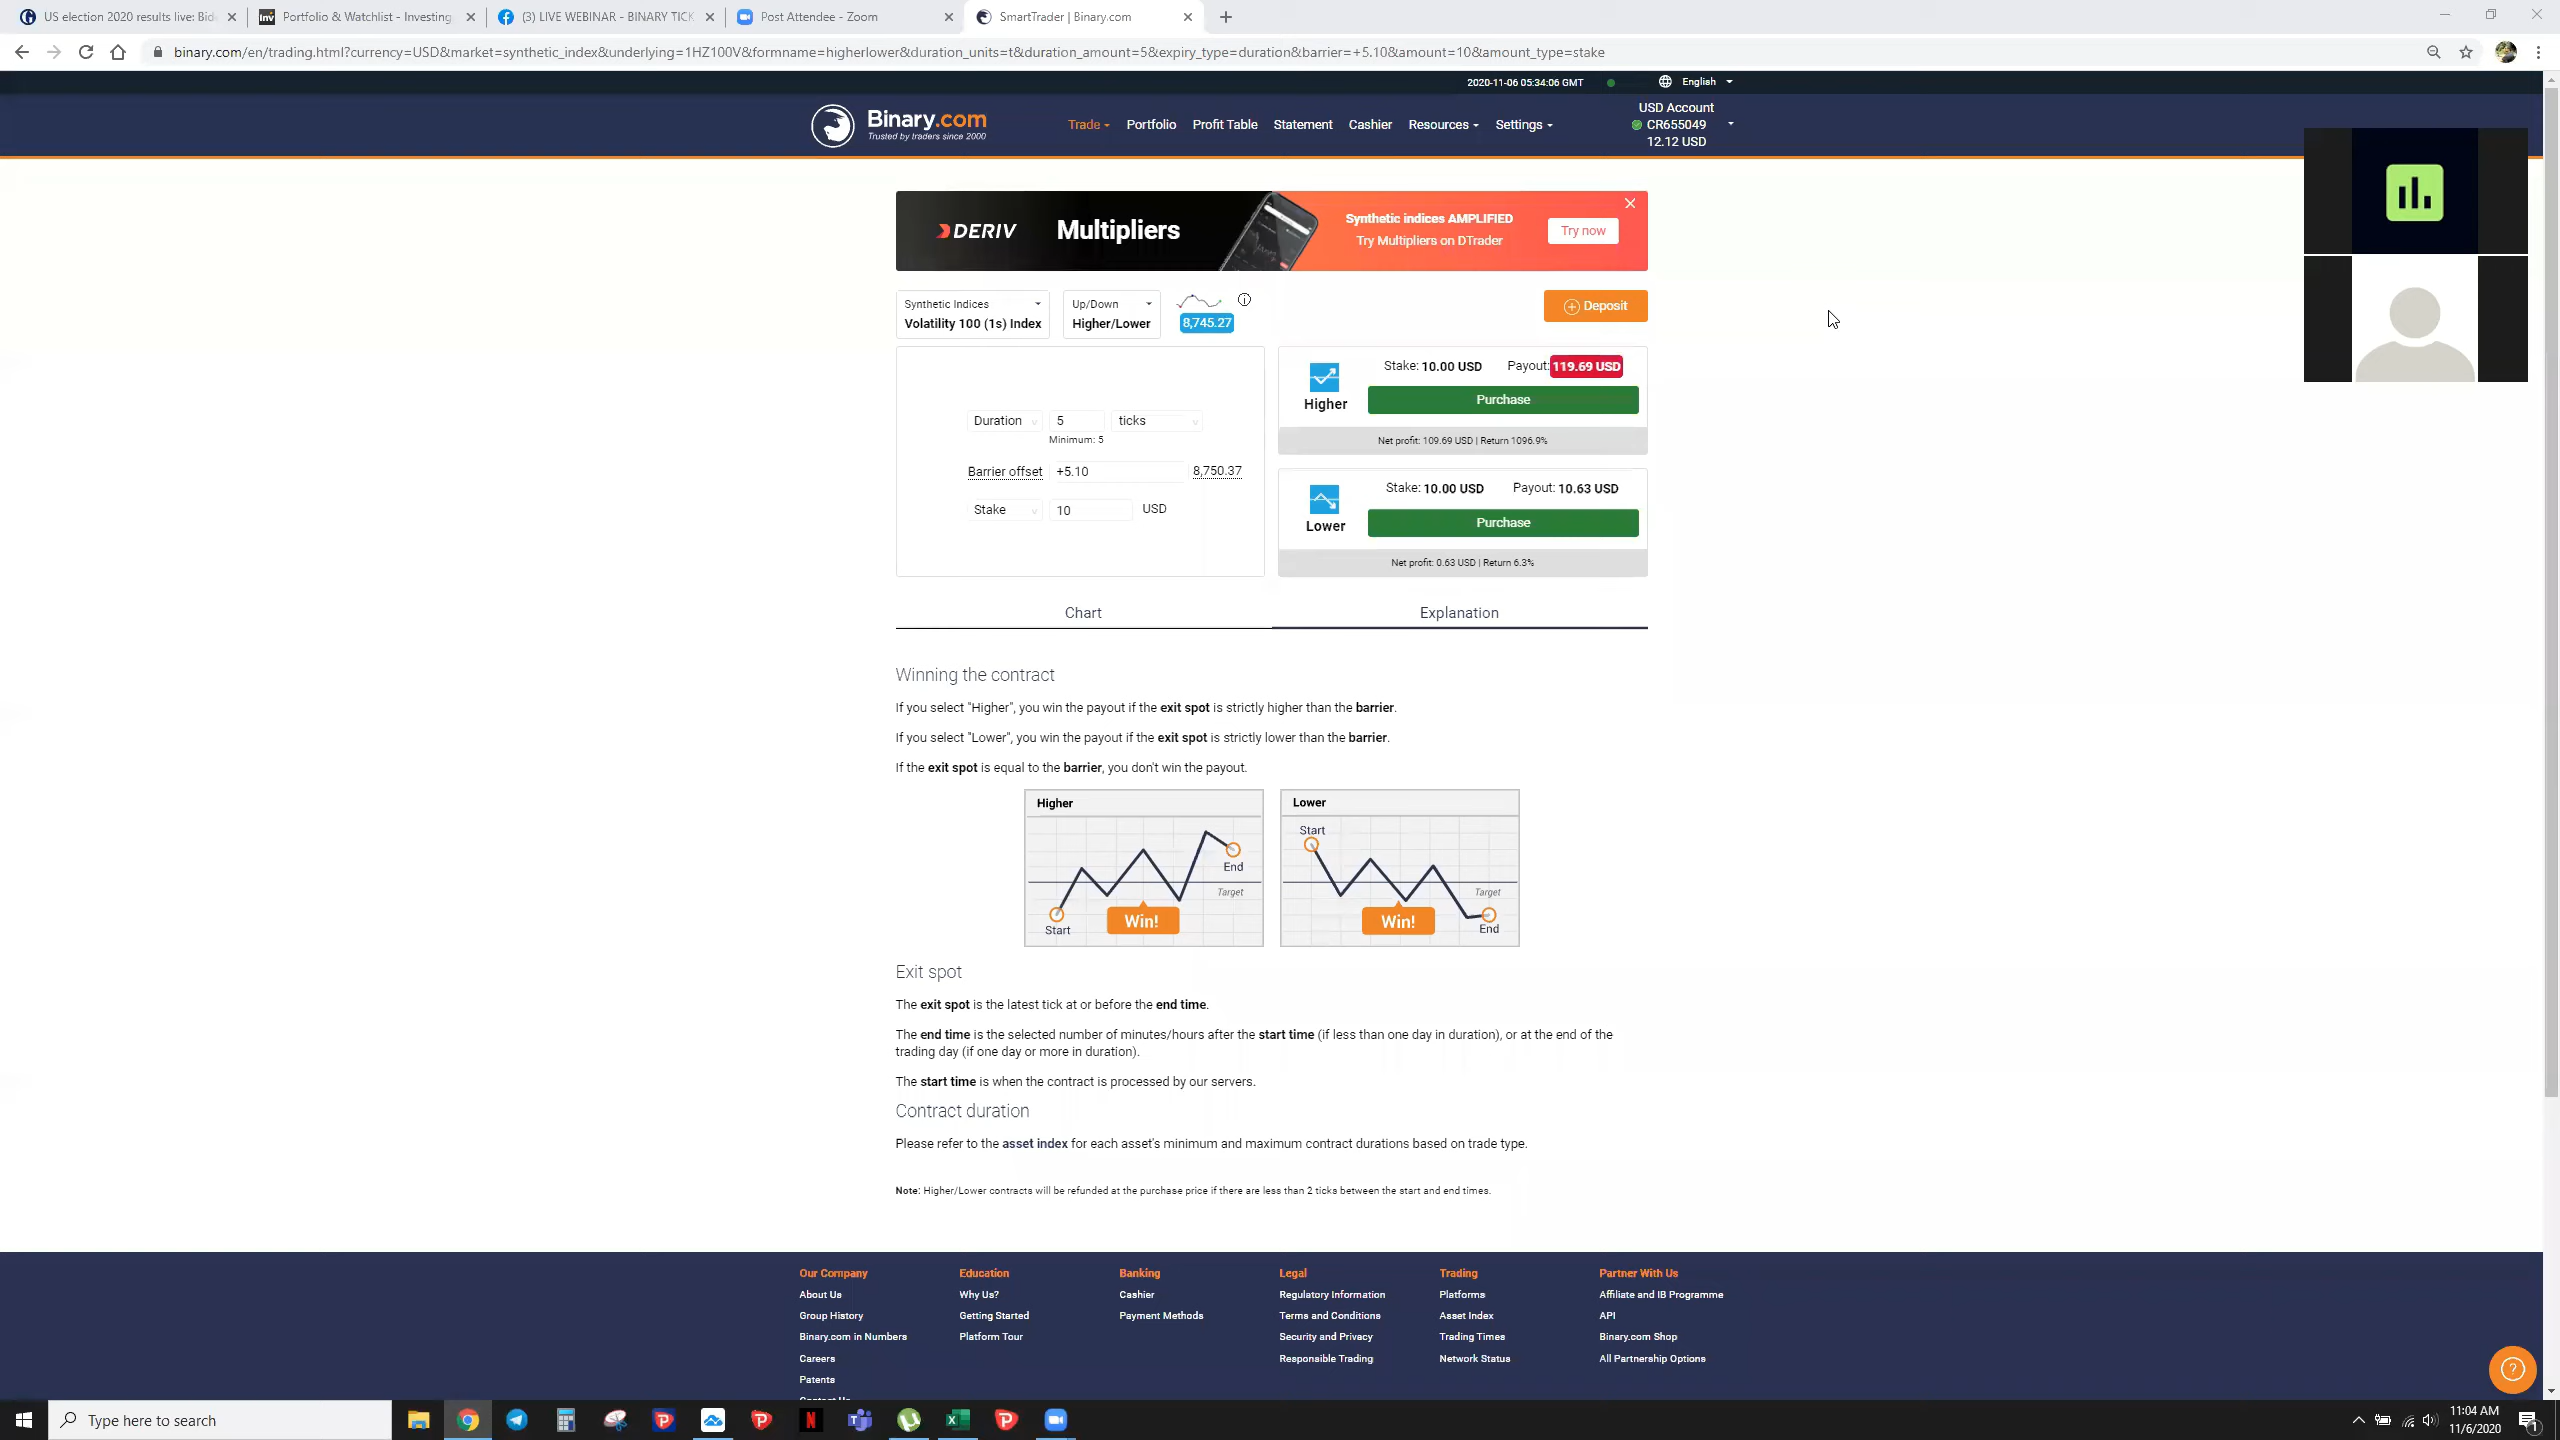 US election 2020 results live: Bid
Portfolio & Watchlist - Investing
(3) LIVE WEBINAR - BINARY TICK
Post Attendee - Zoom
SmartTrader | Binary.com
binary.com/en/trading.html?currency=USD&market=synthetic_index&underlying=1HZ100V&formname=higherlower&duration_units=t&duration_amount=5&expiry_type=duration&barrier=+5.10&amount=10&amount_type=stake
2020-11-06 05:34:06 GMT
English
Binary.com
Trusted by traders since 2000
Trade
Portfolio
Profit Table
Statement
Cashier
Resources
Settings
USD Account
CR655049
12.12 USD
DERIV
Multipliers
Synthetic indices AMPLIFIED
Try Multipliers on DTrader
Try now
Synthetic Indices
Volatility 100 (1s) Index
Up/Down
Higher/Lower
8,745.27
Deposit
Duration 5 ticks
Minimum: 5
Barrier offset +5.10 8,750.37
Stake 10 USD
Stake: 10.00 USD Payout: 119.69 USD
Higher
Purchase
Net profit: 109.69 USD | Return 1096.9%
Stake: 10.00 USD Payout: 10.63 USD
Lower
Purchase
Net profit: 0.63 USD | Return 6.3%
Chart
Explanation
Winning the contract
If you select "Higher", you win the payout if the exit spot is strictly higher than the barrier.
If you select "Lower", you win the payout if the exit spot is strictly lower than the barrier.
If the exit spot is equal to the barrier, you don't win the payout.
Higher
End
Target
Win!
Start
Lower
Start
Target
Win!
End
Exit spot
The exit spot is the latest tick at or before the end time.
The end time is the selected number of minutes/hours after the start time (if less than one day in duration), or at the end of the
trading day (if one day or more in duration).
The start time is when the contract is processed by our servers.
Contract duration
Please refer to the asset index for each asset's minimum and maximum contract durations based on trade type.
Note: Higher/Lower contracts will be refunded at the purchase price if there are less than 2 ticks between the start and end times.
Our Company
About Us
Group History
Binary.com in Numbers
Careers
Patents
Education
Why Us?
Getting Started
Platform Tour
Banking
Cashier
Payment Methods
Legal
Regulatory Information
Terms and Conditions
Security and Privacy
Responsible Trading
Trading
Platforms
Asset Index
Trading Times
Network Status
Partner With Us
Affiliate and IB Programme
API
Binary.com Shop
All Partnership Options
Type here to search
11:04 AM
11/6/2020